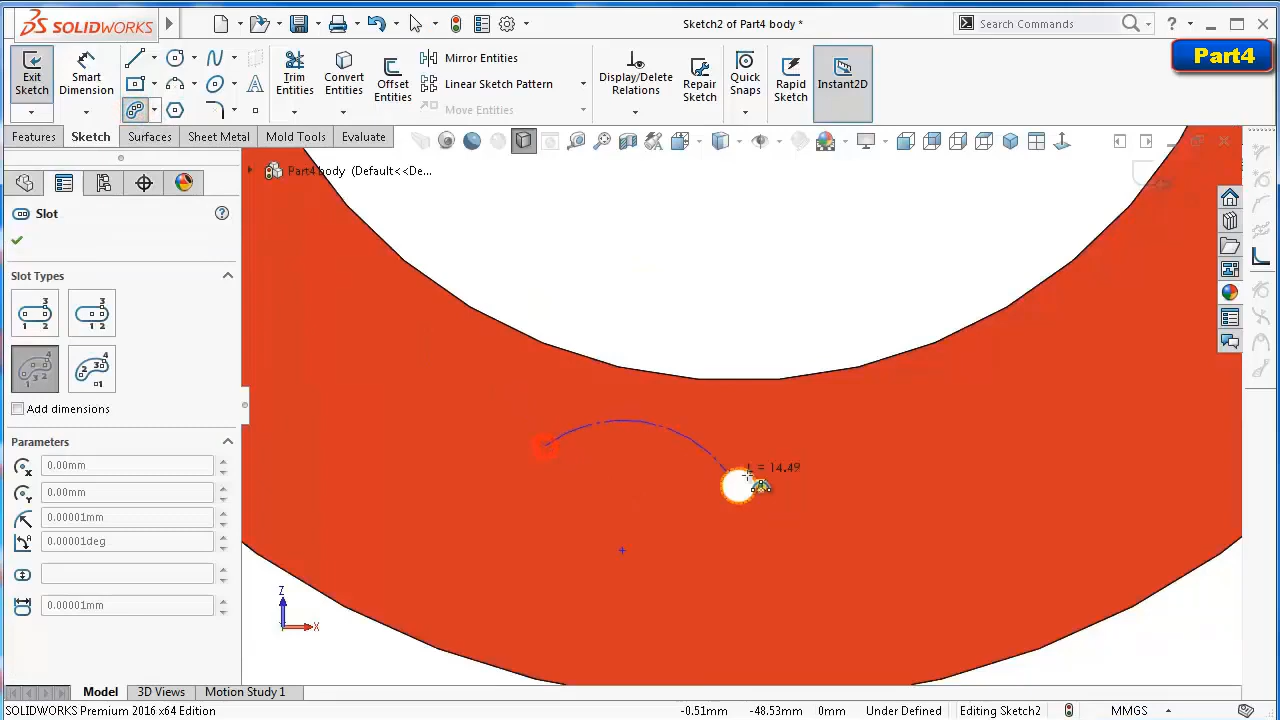 SOLIDWORKS
Sketch2 of Part4 body *
Search Commands
Part4
Exit Sketch
Smart Dimension
Trim Entities
Convert Entities
Offset Entities
Mirror Entities
Linear Sketch Pattern
Move Entities
Display/Delete Relations
Repair Sketch
Quick Snaps
Rapid Sketch
Instant2D
Features
Sketch
Surfaces
Sheet Metal
Mold Tools
Evaluate
Part4 body (Default<<De...
Slot
Slot Types
Add dimensions
Parameters
0.00mm
0.00mm
0.00001mm
0.00001deg
0.00001mm
= 14.49
Z
X
Model
3D Views
Motion Study 1
SOLIDWORKS Premium 2016 x64 Edition
-0.51mm
-48.53mm
0mm
Under Defined
Editing Sketch2
MMGS